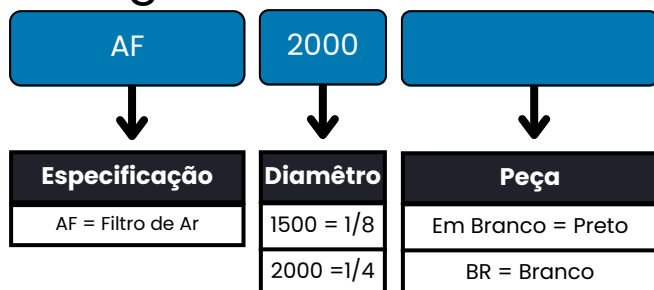 AF 2000
Especificação Diamêtro Peça
AF = Filtro de Ar 1500 = 1/8 Em Branco = Preto
2000 =1/4 BR = Branco